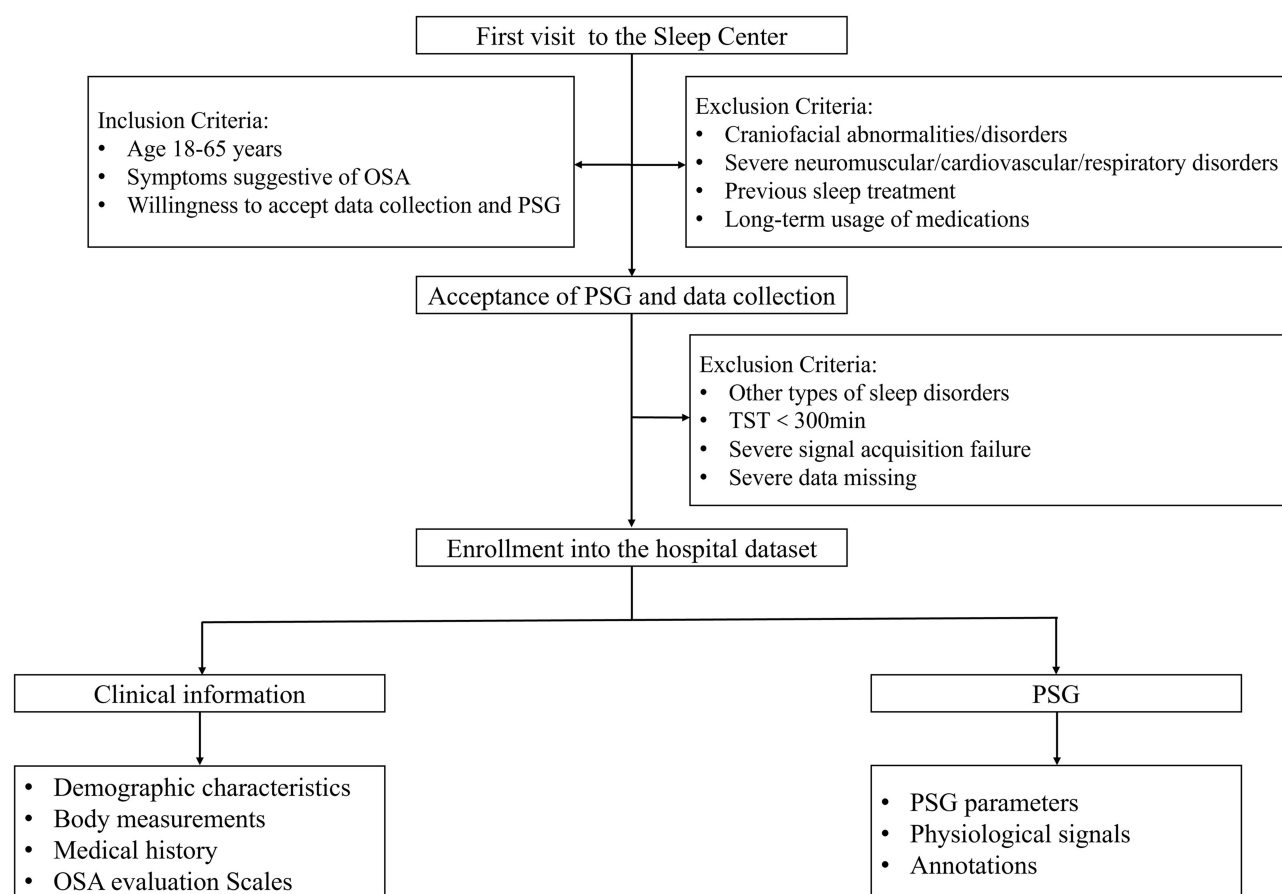 First visit to the Sleep Center
Inclusion Criteria:
• Age 18-65 years
• Symptoms suggestive of OSA
• Willingness to accept data collection and PSG
Exclusion Criteria:
• Craniofacial abnormalities/disorders
• Severe neuromuscular/cardiovascular/respiratory disorders
• Previous sleep treatment
• Long-term usage of medications
Acceptance of PSG and data collection
Exclusion Criteria:
• Other types of sleep disorders
• TST < 300min
• Severe signal acquisition failure
• Severe data missing
Enrollment into the hospital dataset
Clinical information
• Demographic characteristics
• Body measurements
• Medical history
• OSA evaluation Scales
PSG
• PSG parameters
• Physiological signals
• Annotations